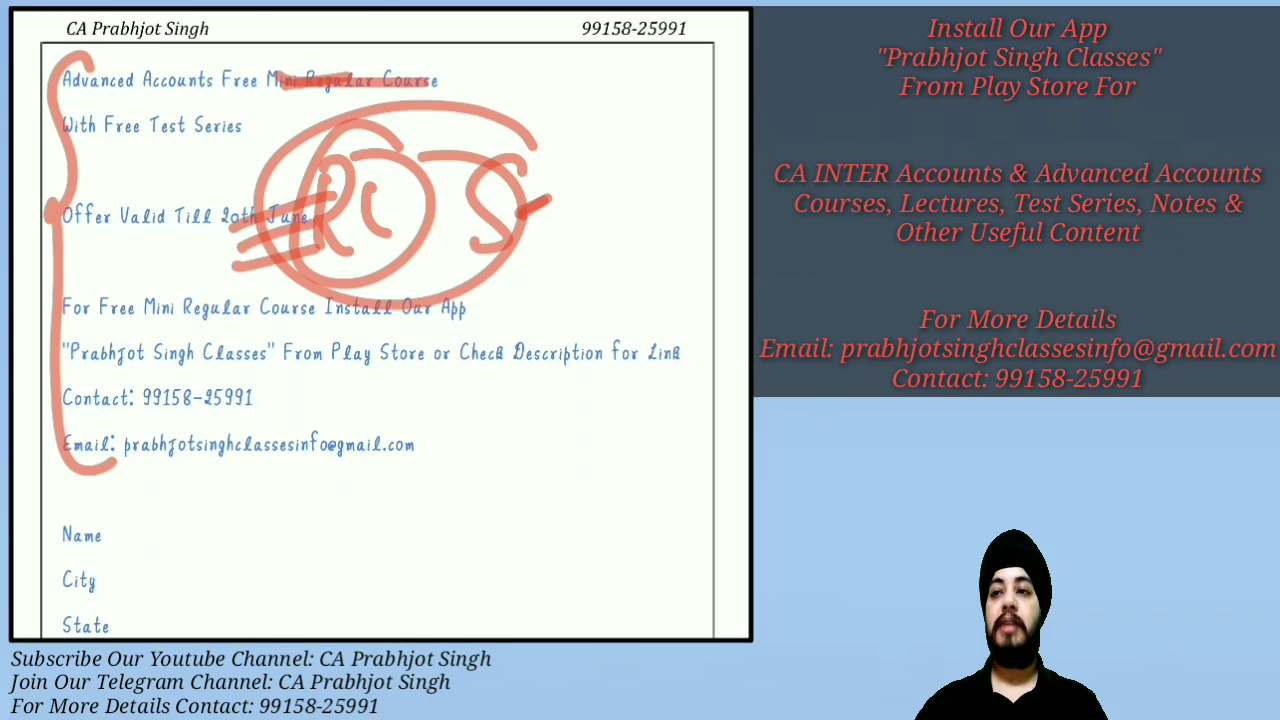 CA Prabhjot Singh 99158-25991
Advanced Accounts Free Mini Regular Course
With Free Test Series
Offer Valid Till 20th June
For Free Mini Regular Course Install Our App
"Prabhjot Singh Classes" From Play Store or Check Description for Link
Contact: 99158-25991
Email: prabhjotsinghclassesinfo@gmail.com
Name
City
State
Install Our App
"Prabhjot Singh Classes"
From Play Store For
CA INTER Accounts & Advanced Accounts
Courses, Lectures, Test Series, Notes &
Other Useful Content
For More Details
Email: prabhjotsinghclassesinfo@gmail.com
Contact: 99158-25991
Subscribe Our Youtube Channel: CA Prabhjot Singh
Join Our Telegram Channel: CA Prabhjot Singh
For More Details Contact: 99158-25991